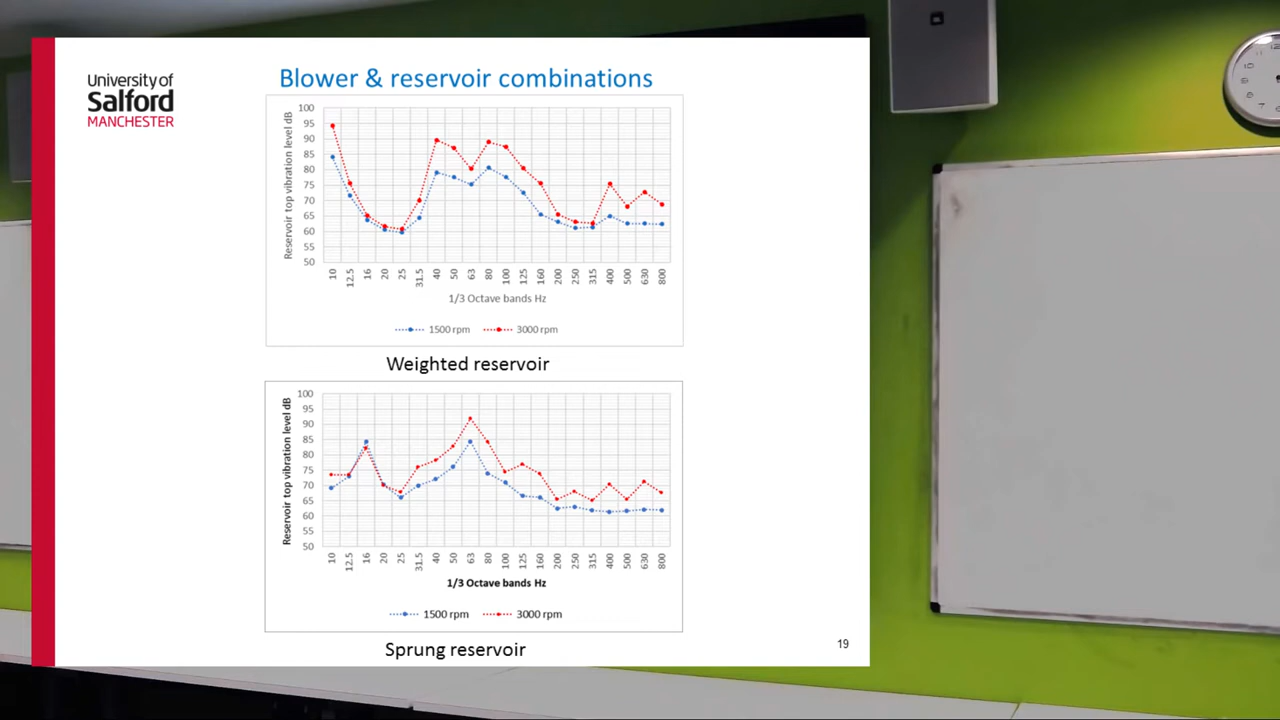 University of
Salford
MANCHESTER
Blower & reservoir combinations
Reservoir top vibration level dB
100
95
90
85
80
75
70
65
60
55
50
10 12.5 16 20 25 31.5 40 50 63 80 100 125 160 200 250 315 400 500 630 800
1/3 Octave bands Hz
1500 rpm 3000 rpm
Weighted reservoir
Reservoir top vibration level dB
100
95
90
85
80
75
70
65
60
55
50
10 12.5 16 20 25 31.5 40 50 63 80 100 125 160 200 250 315 400 500 630 800
1/3 Octave bands Hz
1500 rpm 3000 rpm
Sprung reservoir
19